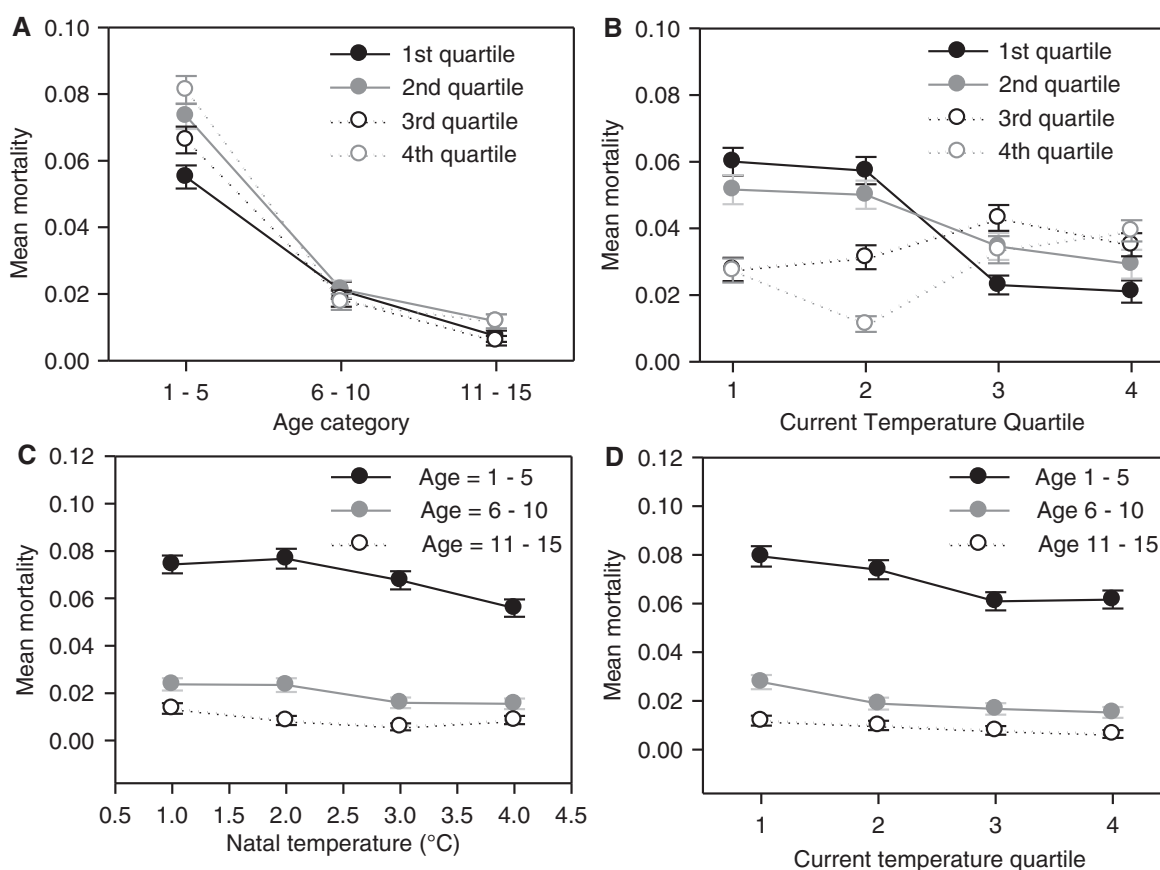 A
0.10
0.08
0.06
0.04
0.02
0.00
Mean mortality
1st quartile
2nd quartile
3rd quartile
4th quartile
1 - 5
6 - 10
11 - 15
Age category
B
0.10
0.08
0.06
0.04
0.02
0.00
Mean mortality
1st quartile
2nd quartile
3rd quartile
4th quartile
1
2
3
4
Current Temperature Quartile
C
0.12
0.10
0.08
0.06
0.04
0.02
0.00
Mean mortality
Age = 1 - 5
Age = 6 - 10
Age = 11 - 15
0.5 1.0 1.5 2.0 2.5 3.0 3.5 4.0 4.5
Natal temperature (°C)
D
0.12
0.10
0.08
0.06
0.04
0.02
0.00
Mean mortality
Age 1 - 5
Age 6 - 10
Age 11 - 15
1
2
3
4
Current temperature quartile